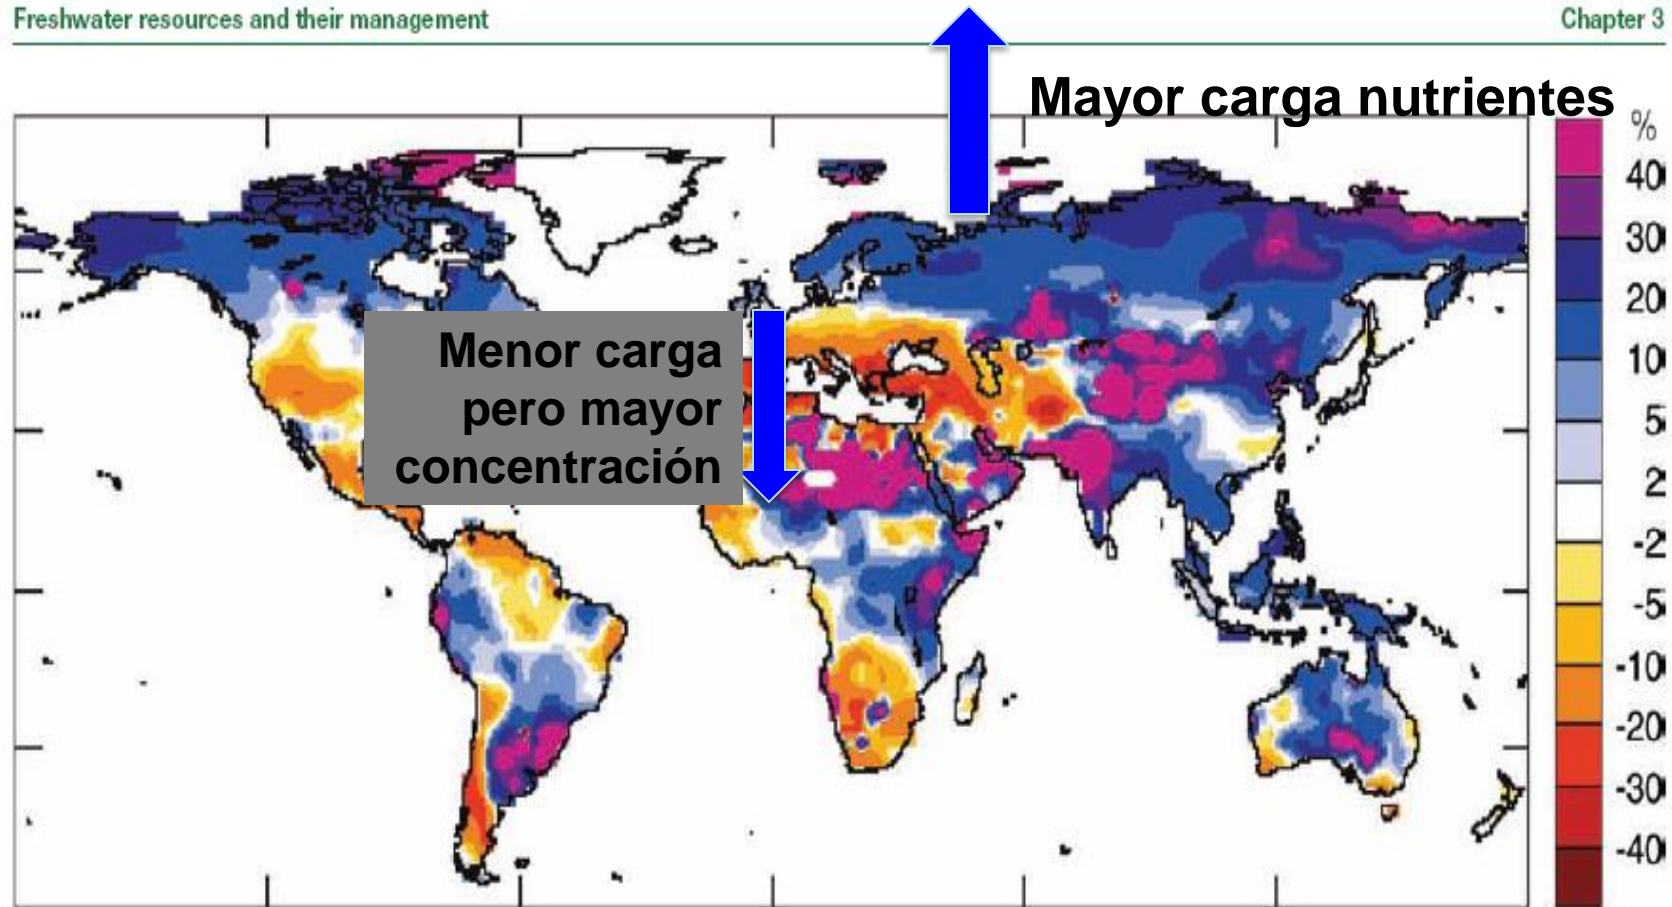 Freshwater resources and their management
Chapter 3
Mayor carga nutrientes
Menor carga
pero mayor
concentración
%
40
30
20
10
5
2
-2
-5
-10
-20
-30
-40